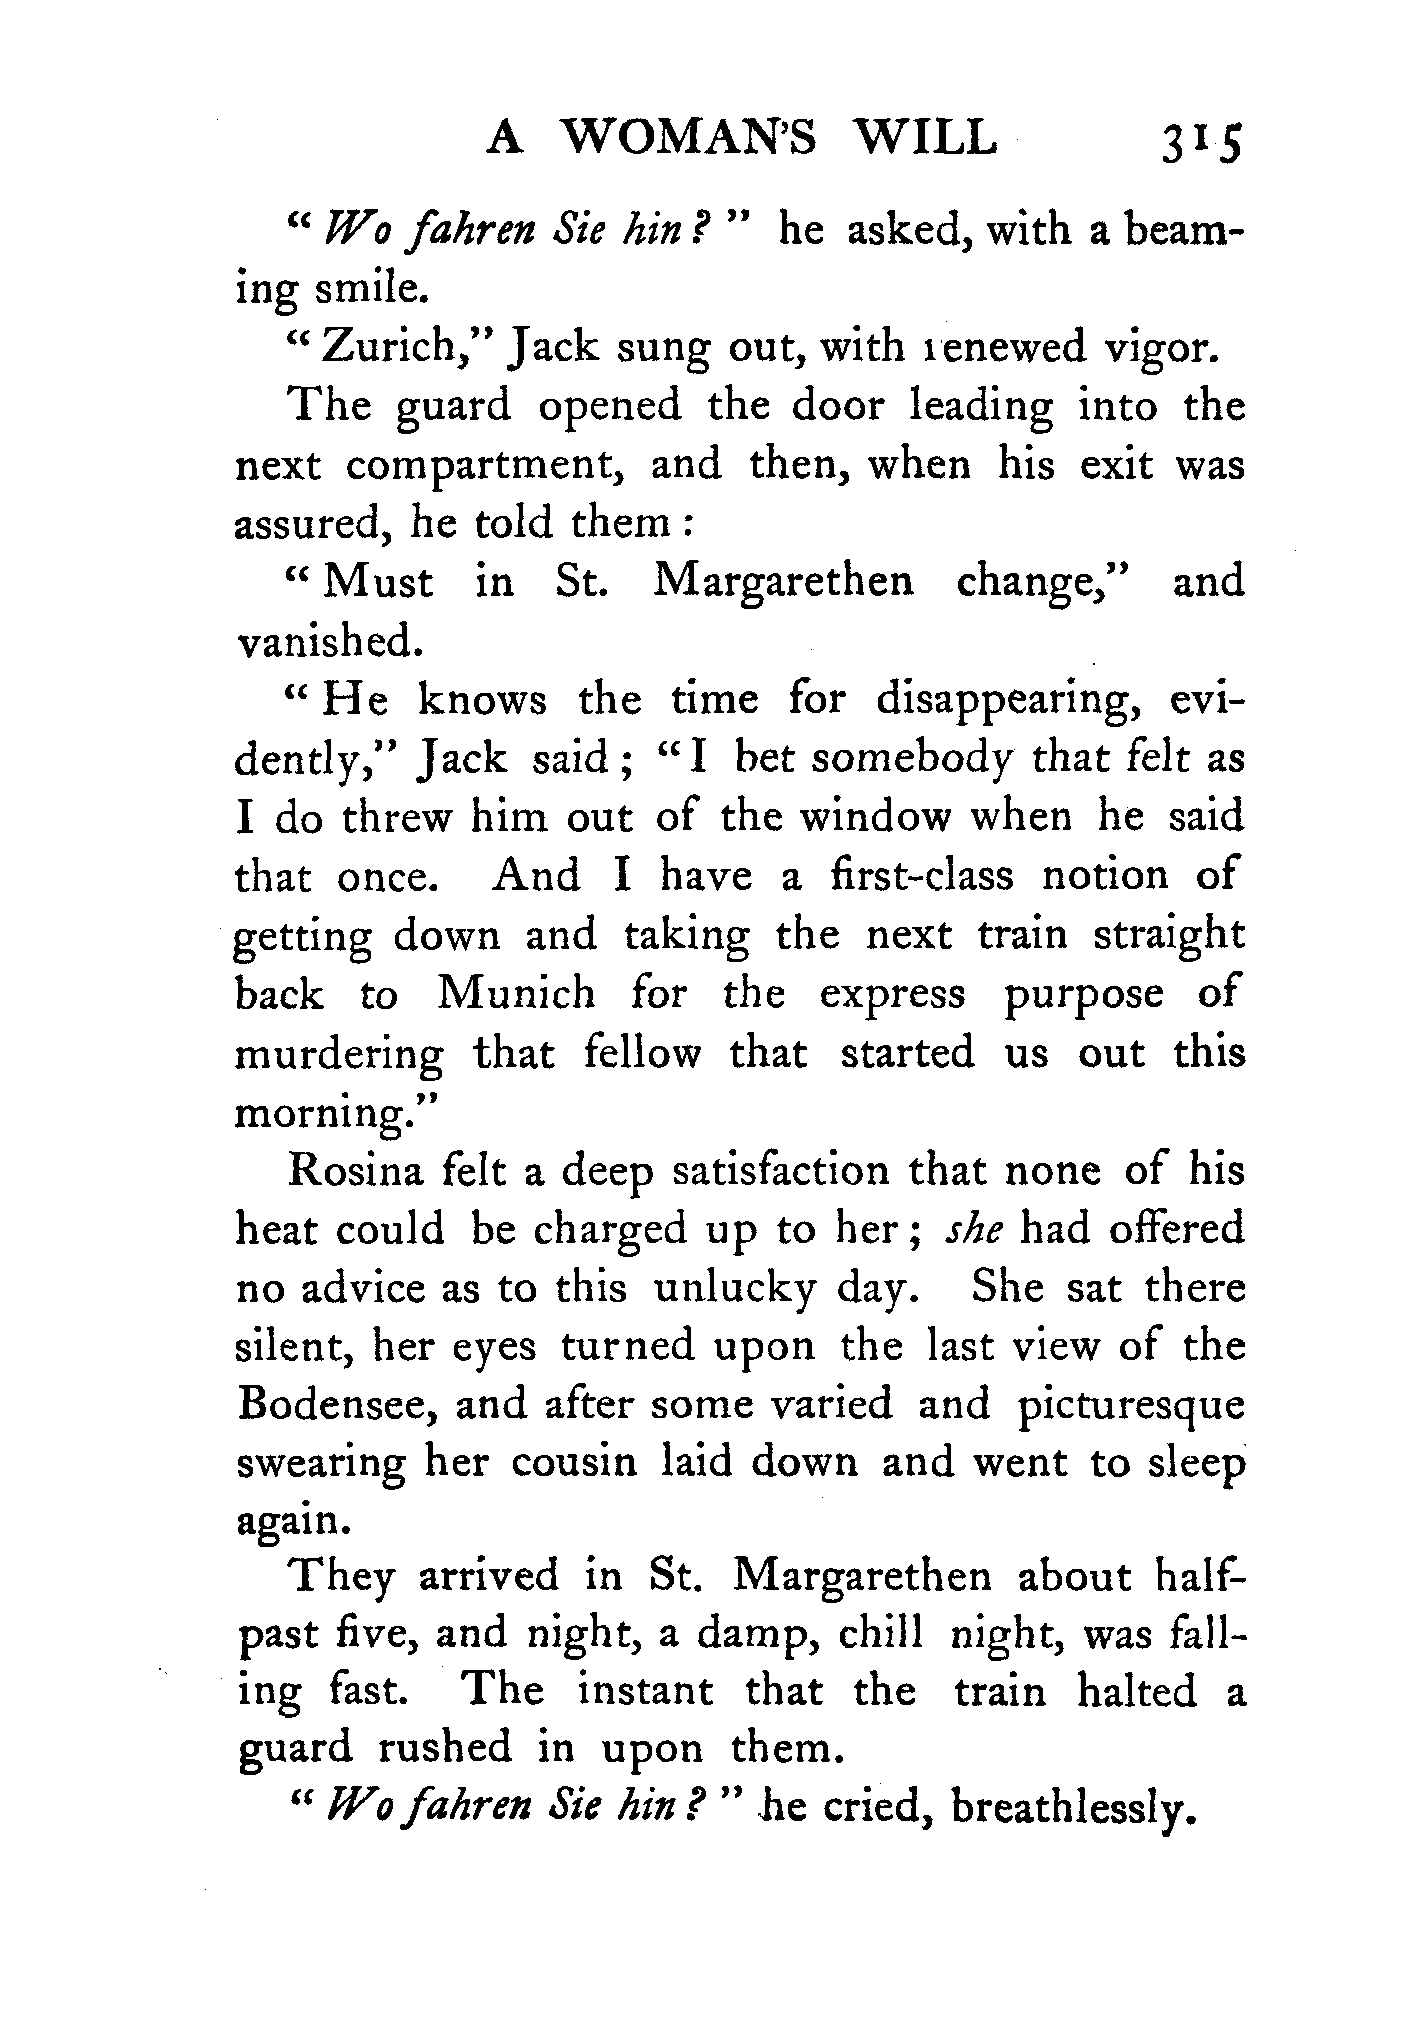 A WOMAN'S WILL 315
" Wo fahren Sie hin ? " he asked, with a beam-
ing smile.
" Zurich," Jack sung out, with renewed vigor.
The guard opened the door leading into the
next compartment, and then, when his exit was
assured, he told them :
" Must in St. Margarethen change," and
vanished.
" He knows the time for disappearing, evi-
dently," Jack said ; " I bet somebody that felt as
I do threw him out of the window when he said
that once. And I have a first-class notion of
getting down and taking the next train straight
back to Munich for the express purpose of
murdering that fellow that started us out this
morning."
Rosina felt a deep satisfaction that none of his
heat could be charged up to her ; she had offered
no advice as to this unlucky day. She sat there
silent, her eyes turned upon the last view of the
Bodensee, and after some varied and picturesque
swearing her cousin laid down and went to sleep
again.
They arrived in St. Margarethen about half-
past five, and night, a damp, chill night, was fall-
ing fast. The instant that the train halted a
guard rushed in upon them.
" Wo fahren Sie hin ? " he cried, breathlessly.